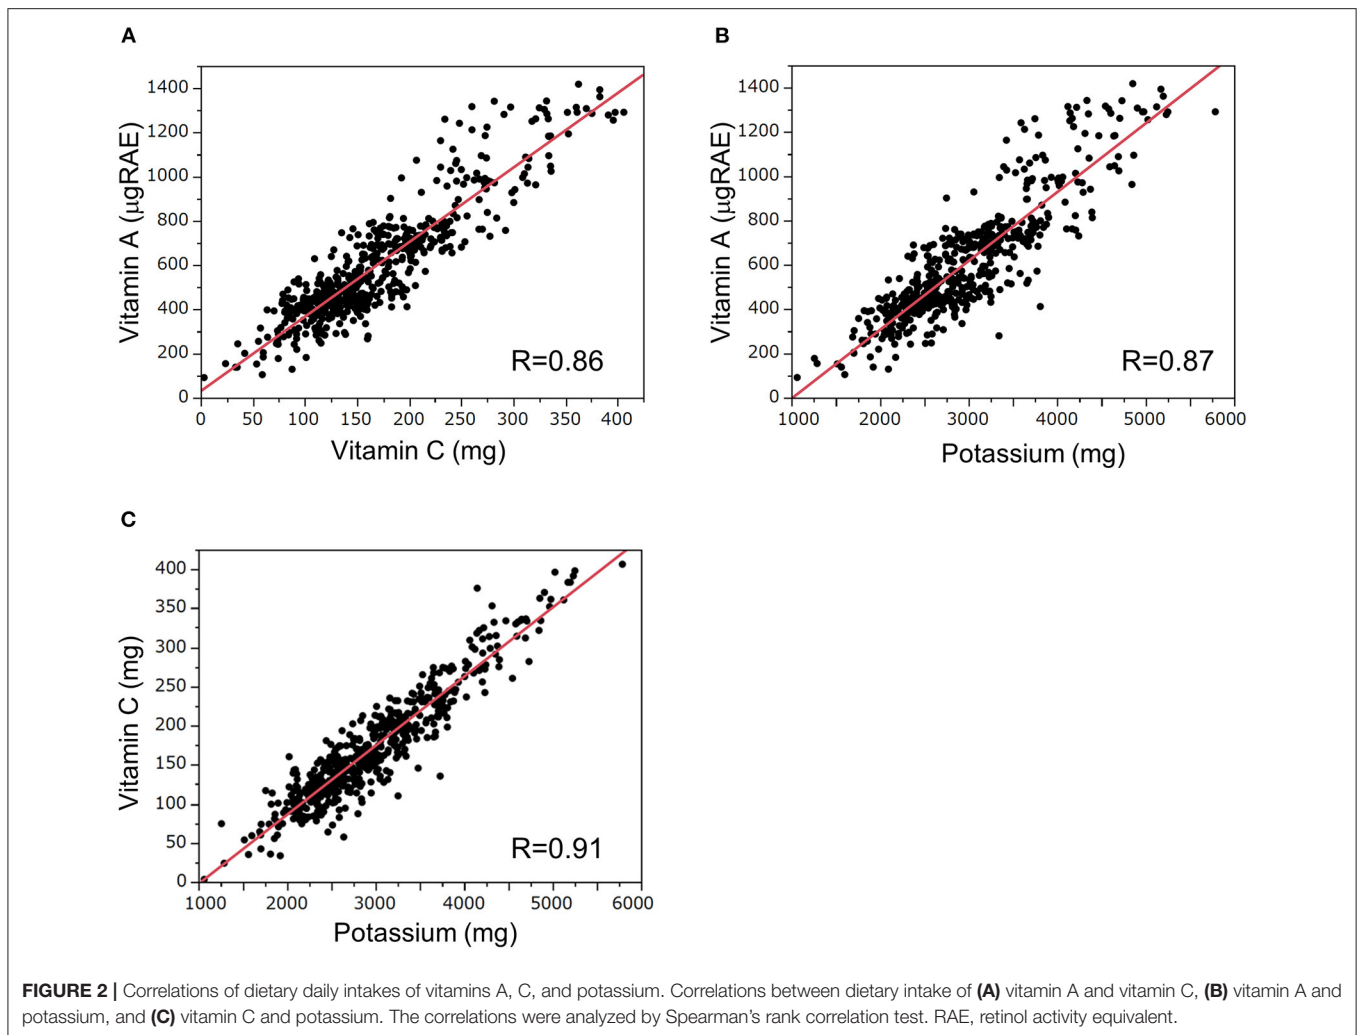 A
Vitamin A (µgRAE)
1400
1200
1000
800
600
400
200
0
R=0.86
0 50 100 150 200 250 300 350 400
Vitamin C (mg)
B
Vitamin A (µgRAE)
1400
1200
1000
800
600
400
200
0
R=0.87
1000 2000 3000 4000 5000 6000
Potassium (mg)
C
Vitamin C (mg)
400
350
300
250
200
150
100
50
0
R=0.91
1000 2000 3000 4000 5000 6000
Potassium (mg)
FIGURE 2 | Correlations of dietary daily intakes of vitamins A, C, and potassium. Correlations between dietary intake of (A) vitamin A and vitamin C, (B) vitamin A and
potassium, and (C) vitamin C and potassium. The correlations were analyzed by Spearman's rank correlation test. RAE, retinol activity equivalent.